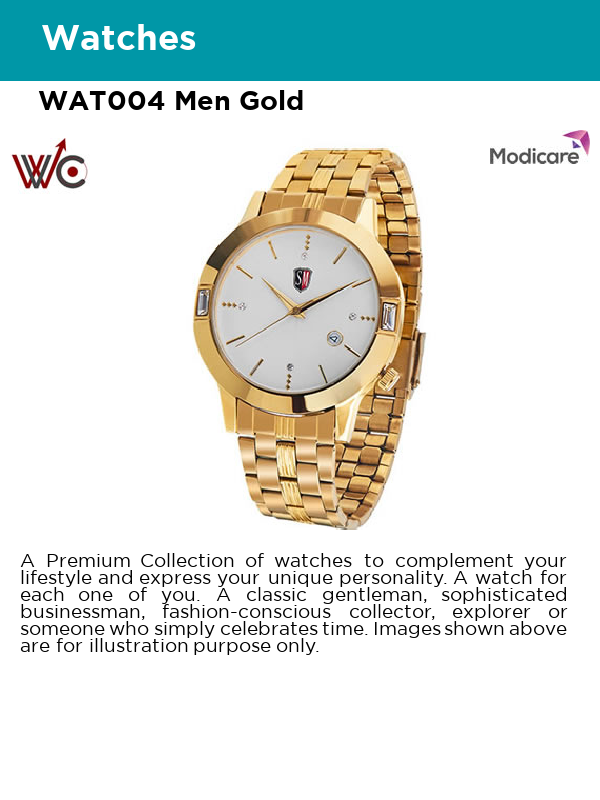 Watches
WAT004 Men Gold
WC
Modicare
SW
A Premium Collection of watches to complement your
lifestyle and express your unique personality. A watch for
each one of you. A classic gentleman, sophisticated
businessman, fashion-conscious collector, explorer or
someone who simply celebrates time. Images shown above
are for illustration purpose only.